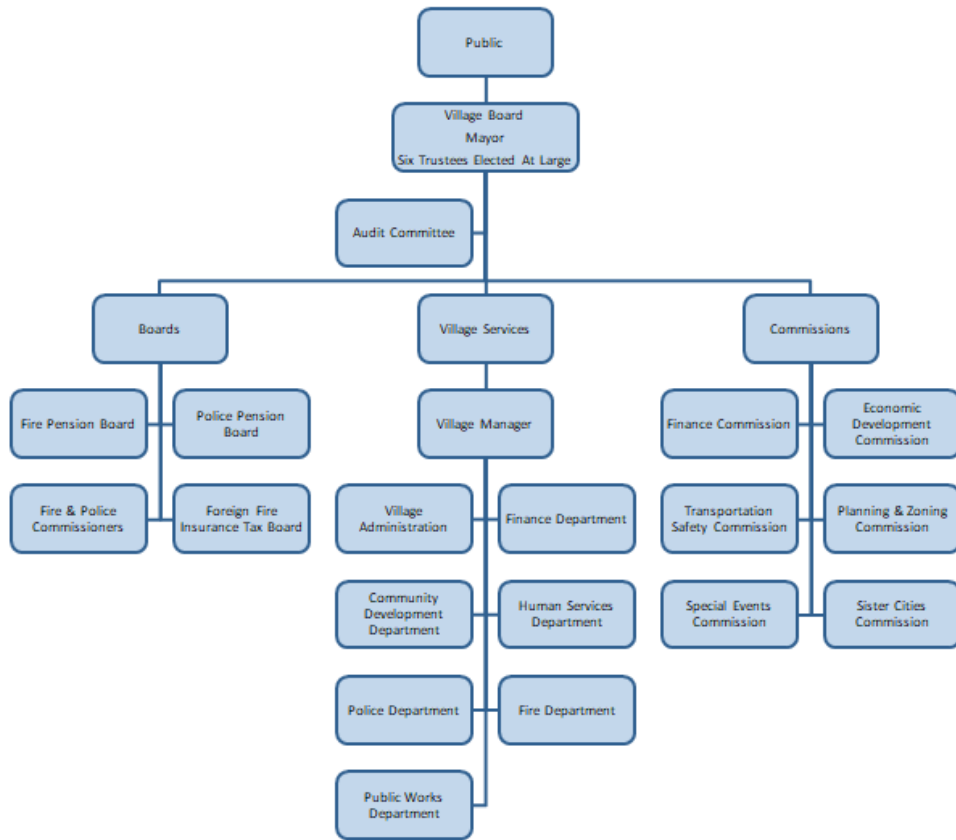 Public
Village Board
Mayor
Six Trustees Elected At Large
Audit Committee
Boards
Village Services
Commissions
Fire Pension Board
Police Pension
Board
Village Manager
Finance Commission
Economic
Development
Commission
Fire & Police
Commissioners
Foreign Fire
Insurance Tax Board
Village
Administration
Finance Department
Transportation
Safety Commission
Planning & Zoning
Commission
Community
Development
Department
Human Services
Department
Special Events
Commission
Sister Cities
Commission
Police Department
Fire Department
Public Works
Department